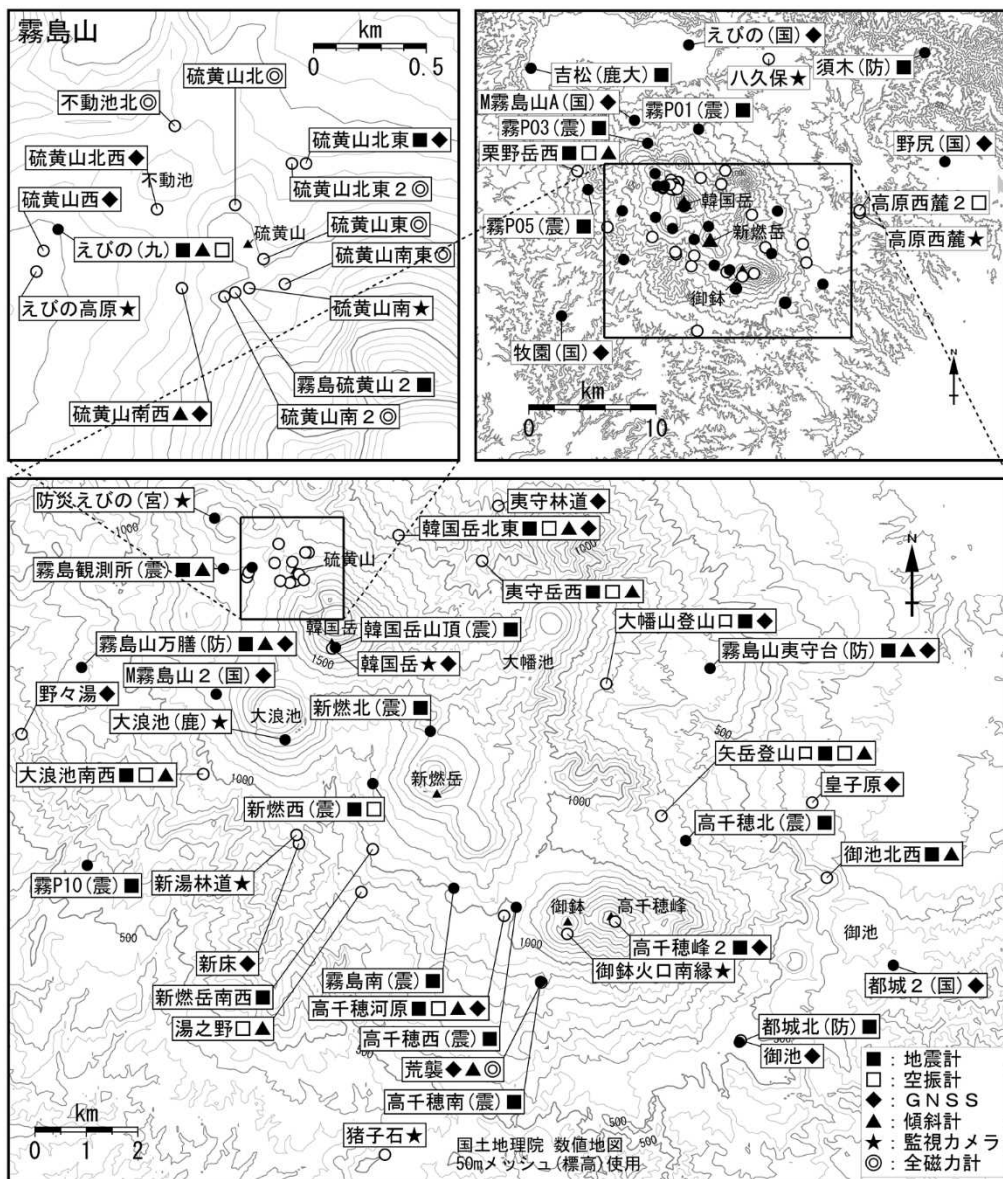 霧島山
km
0 0.5
硫黄山北◎
不動池北◎
硫黄山北東■◆
硫黄山北西◆
不動池
硫黄山北東2◎
硫黄山西◆
硫黄山
硫黄山東◎
えびの(九)■▲□
硫黄山南東◎
えびの高原★
硫黄山南★
霧島硫黄山2■
硫黄山南西▲◆
硫黄山南2◎
えびの(国)◆
吉松(鹿大)■
八久保★
須木(防)■
M霧島山A(国)◆
霧P01(震)■
霧P03(震)■
野尻(国)◆
栗野岳西■□▲
韓国岳
高原西麓2□
新燃岳
霧P05(震)■
高原西麓★
御鉢
牧園(国)◆
N
km
0 10
防災えびの(宮)★
1000
夷守林道◆
韓国岳北東■□▲◆
1000
N
霧島観測所(震)■▲
硫黄山
夷守岳西■□▲
韓国岳
韓国岳山頂(震)■
大幡山登山口■◆
霧島山万膳(防)■▲◆
1500
韓国岳★◆
大幡池
霧島山夷守台(防)■▲◆
M霧島山2(国)◆
野々湯◆
大浪池
新燃北(震)■
大浪池(鹿)★
500
矢岳登山口■□▲
大浪池南西■□▲
1000
新燃岳
皇子原◆
新燃西(震)■□
1000
高千穂北(震)■
御池北西■▲
霧P10(震)■
新湯林道★
御鉢
高千穂峰
500
1000
御池
新床◆
高千穂峰2■◆
霧島南(震)■
御鉢火口南縁★
新燃岳南西■
都城2(国)◆
高千穂河原■□▲◆
湯之野□▲
高千穂西(震)■
都城北(防)■
500
荒襲◆▲◎
御池◆
高千穂南(震)■
500
km
0 2
猪子石★
国土地理院 数値地図
50mメッシュ(標高)使用
500
■：地震計
□：空振計
◆：GNSS
▲：傾斜計
★：監視カメラ
◎：全磁力計